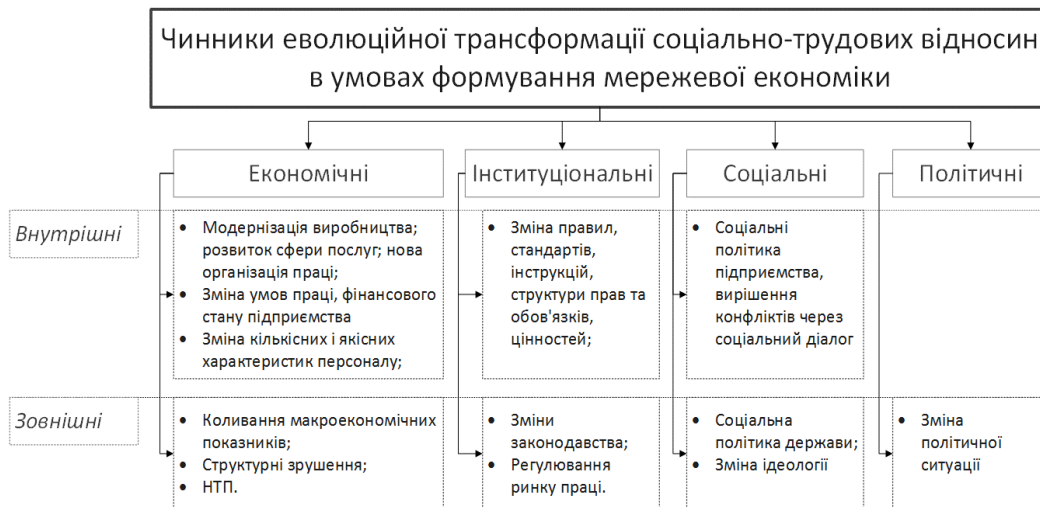 Чинники еволюційної трансформації соціально-трудових відносин
в умовах формування мережевої економіки
Економічні
Інституціональні
Соціальні
Політичні
Внутрішні
• Модернізація виробництва;
розвиток сфери послуг; нова
організація праці;
• Зміна умов праці, фінансового
стану підприємства
• Зміна кількісних і якісних
характеристик персоналу;
• Зміна правил,
стандартів,
інструкцій,
структури прав та
обов'язків,
цінностей;
• Соціальні
політика
підприємства,
вирішення
конфліктів через
соціальний діалог
Зовнішні
• Коливання макроекономічних
показників;
• Структурні зрушення;
• НТП.
• Зміни
законодавства;
• Регулювання
ринку праці.
• Соціальна
політика держави;
• Зміна ідеології
• Зміна
політичної
ситуації